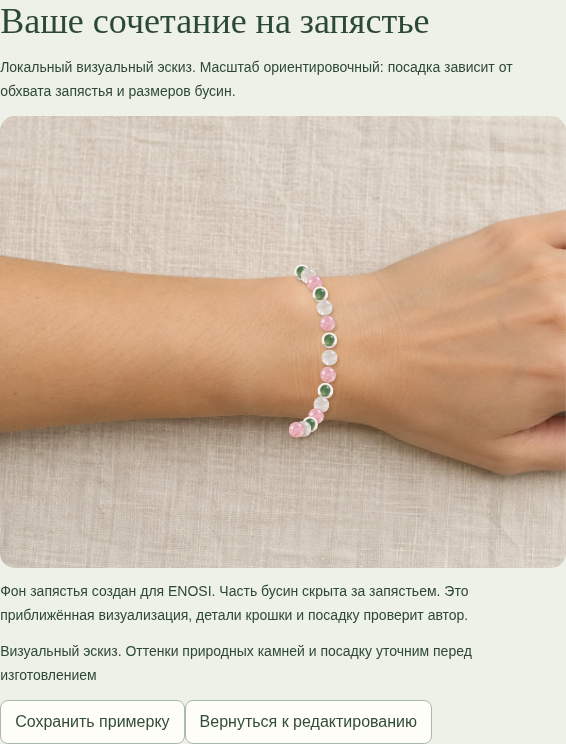 Ваше сочетание на запястье
Локальный визуальный эскиз. Масштаб ориентировочный: посадка зависит от
обхвата запястья и размеров бусин.
Фон запястья создан для ENOSI. Часть бусин скрыта за запястьем. Это
приближённая визуализация, детали крошки и посадку проверит автор.
Визуальный эскиз. Оттенки природных камней и посадку уточним перед
изготовлением
Сохранить примерку
Вернуться к редактированию